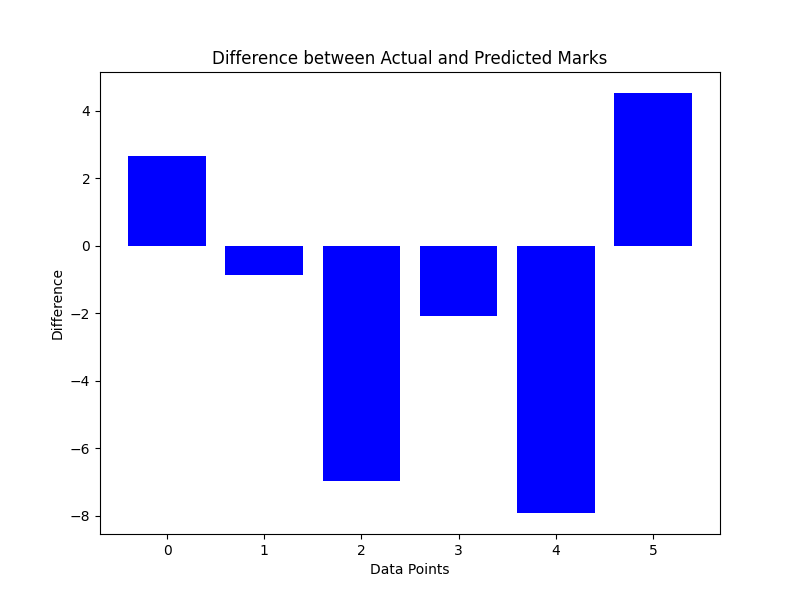 Difference between Actual and Predicted Marks
4
2
0
−2
−4
−6
−8
Difference
0 1 2 3 4 5
Data Points